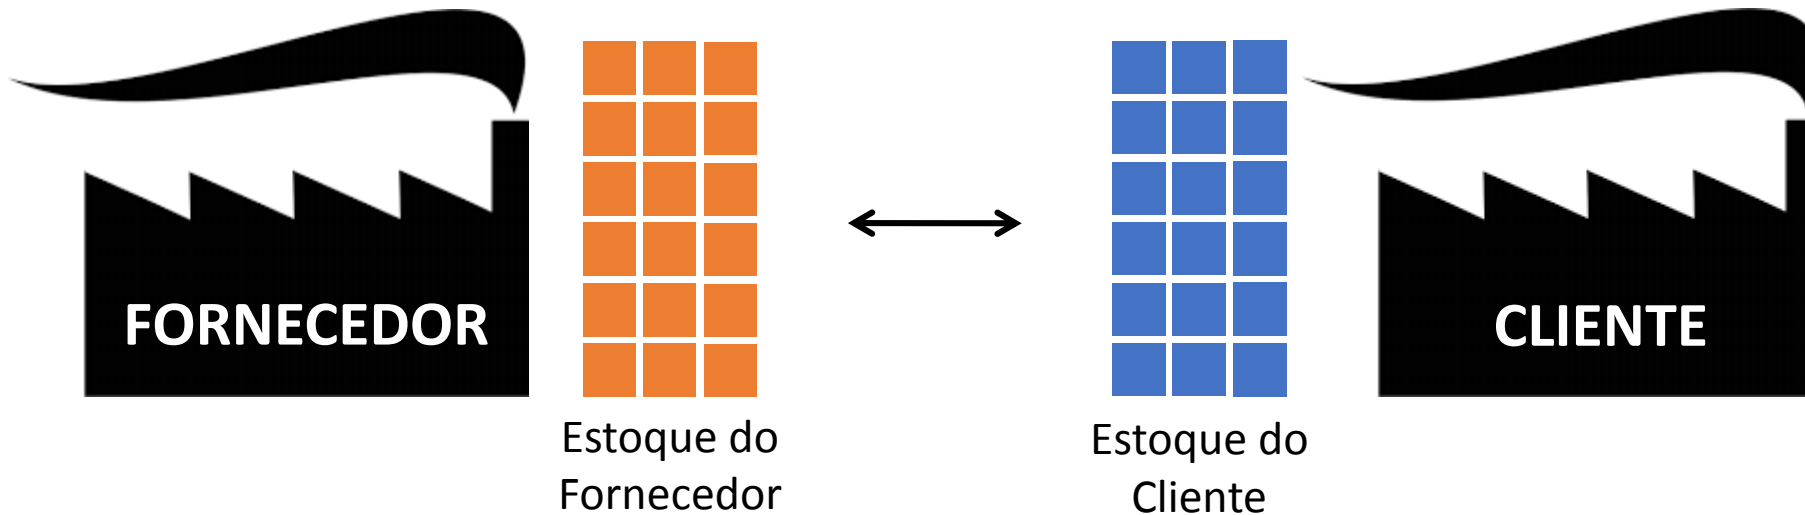 FORNECEDOR
CLIENTE
Estoque do
Fornecedor
Estoque do
Cliente